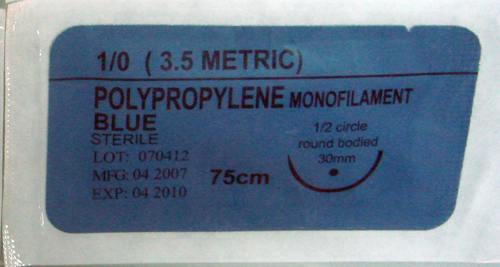 1/0 ( 3.5 METRIC)
POLYPROPYLENE MONOFILAMENT
BLUE
STERILE
LOT: 070412
MFG: 04 2007
EXP: 04 2010
75cm
1/2 circle
round bodied
30mm